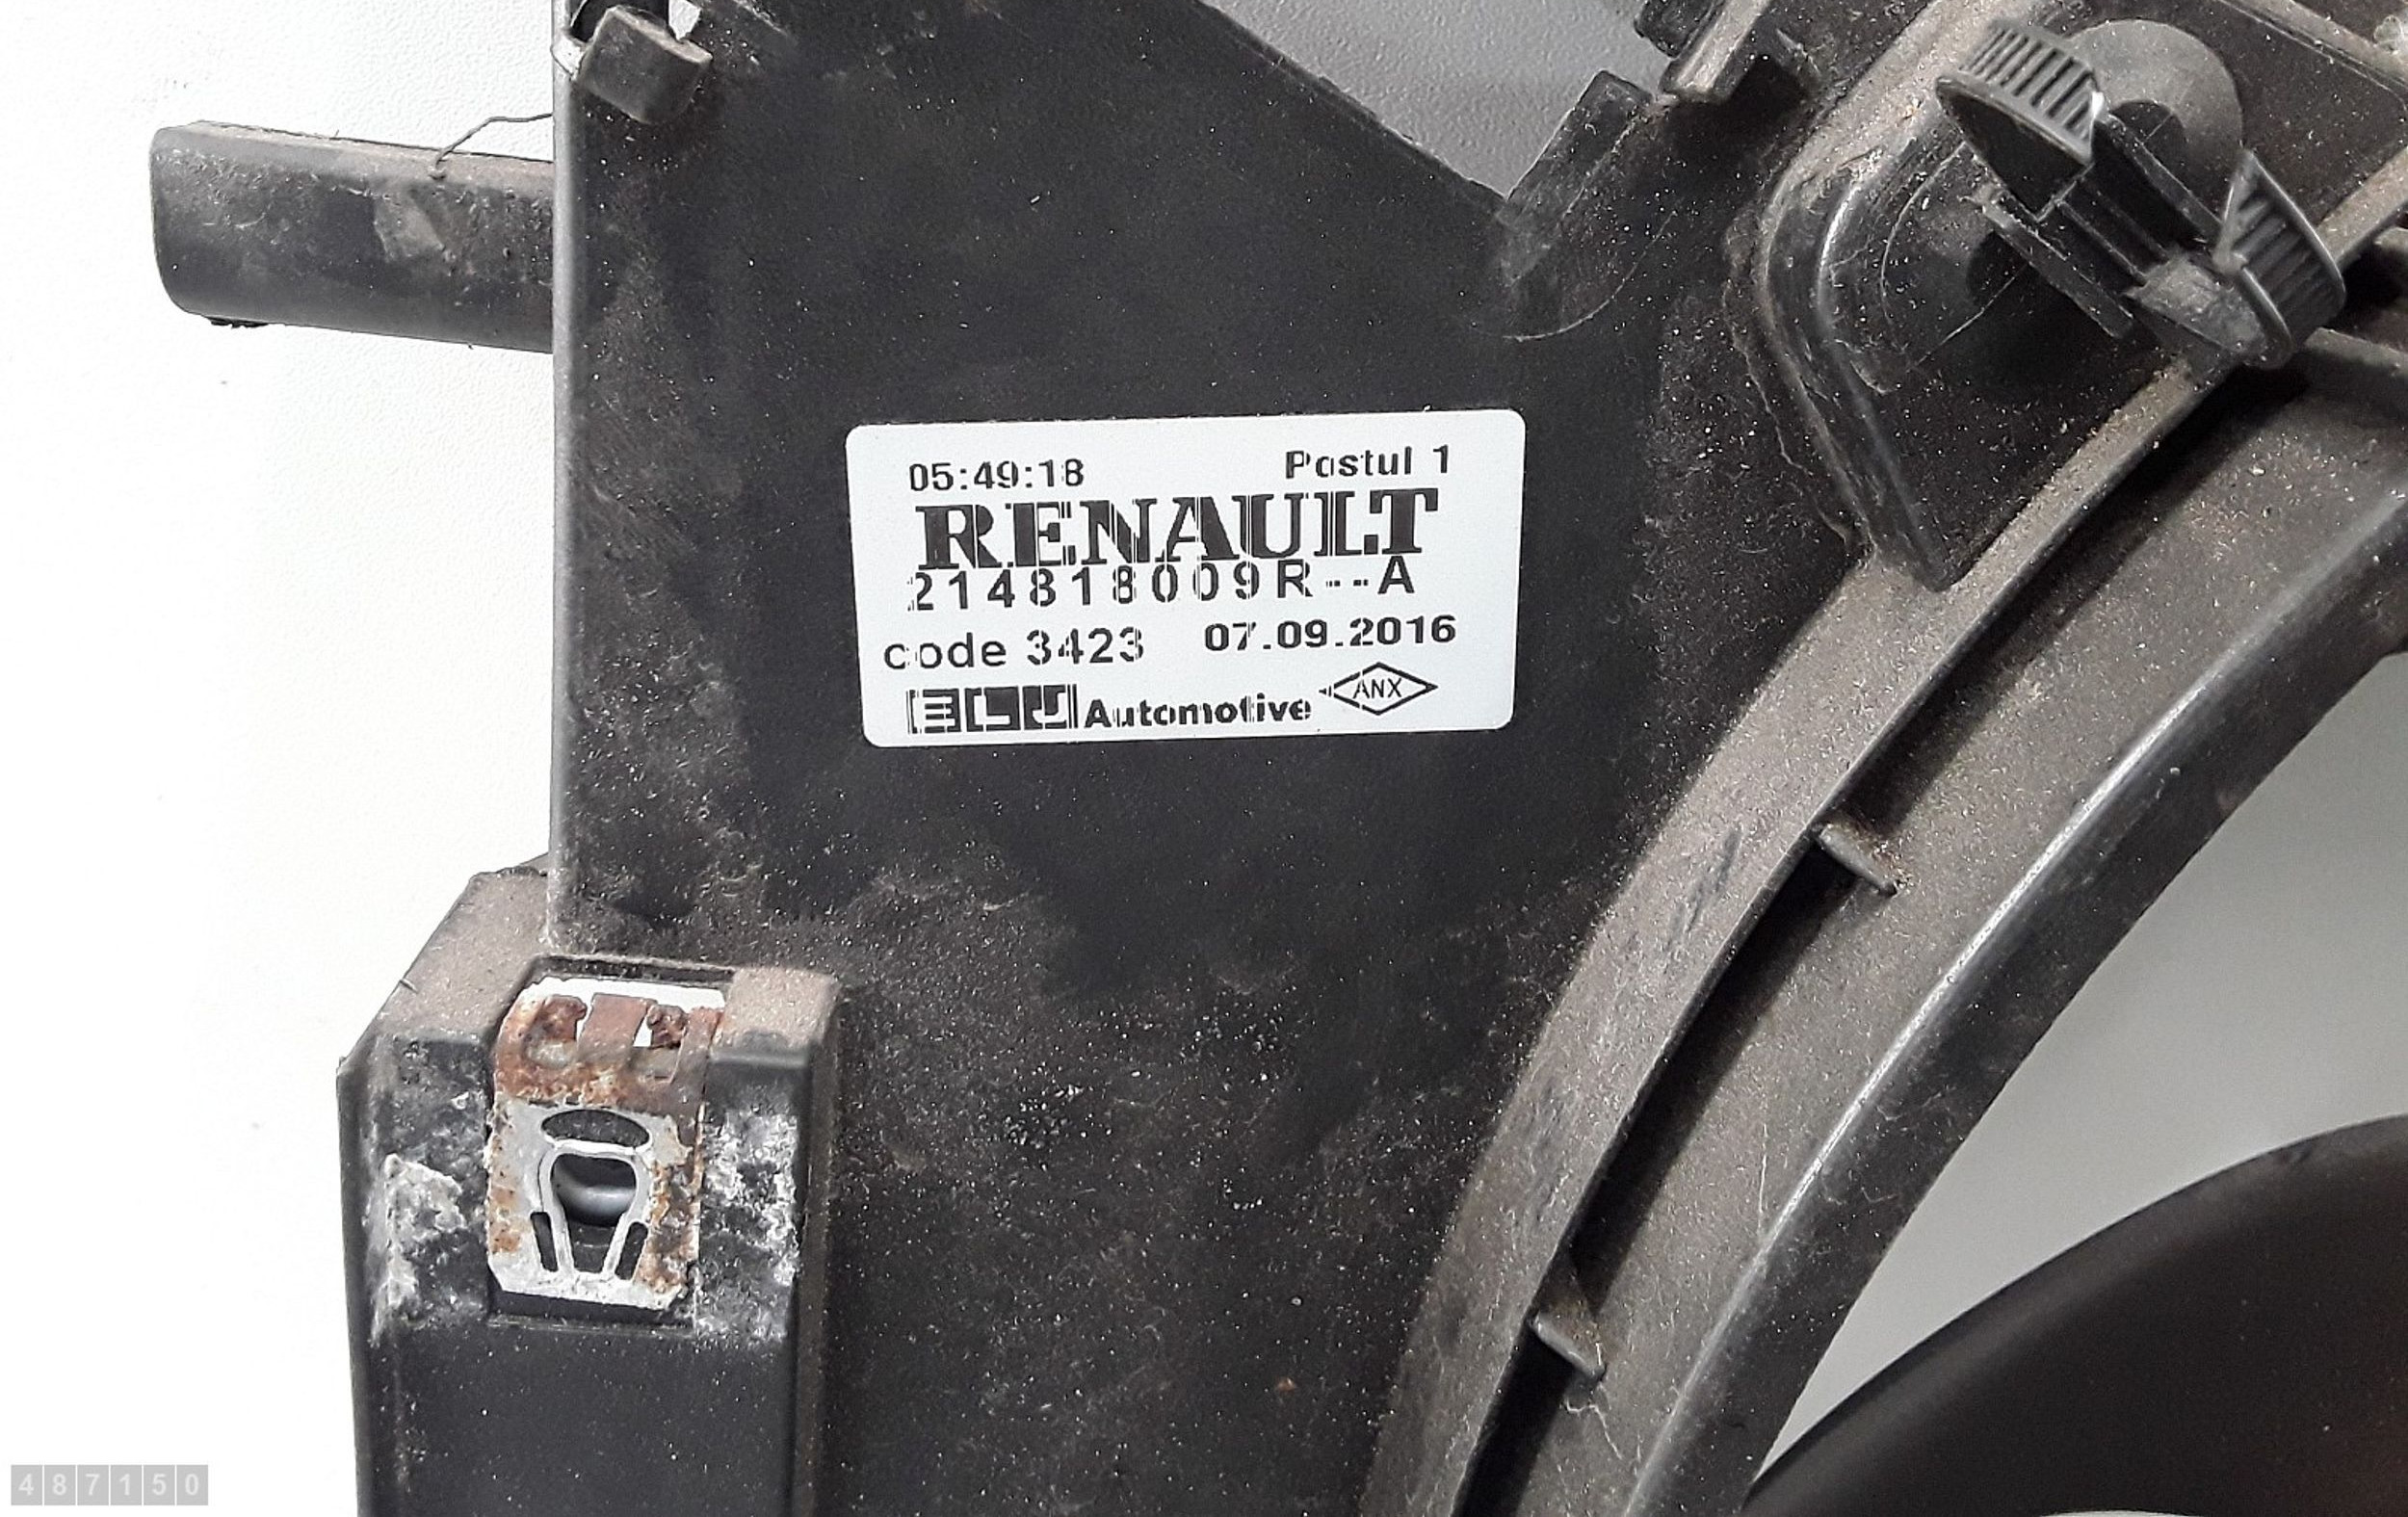 05:49:18 Postul 1
RENAULT
214818009R--A
code 3423 07.09.2016
Automotive ANX
487150